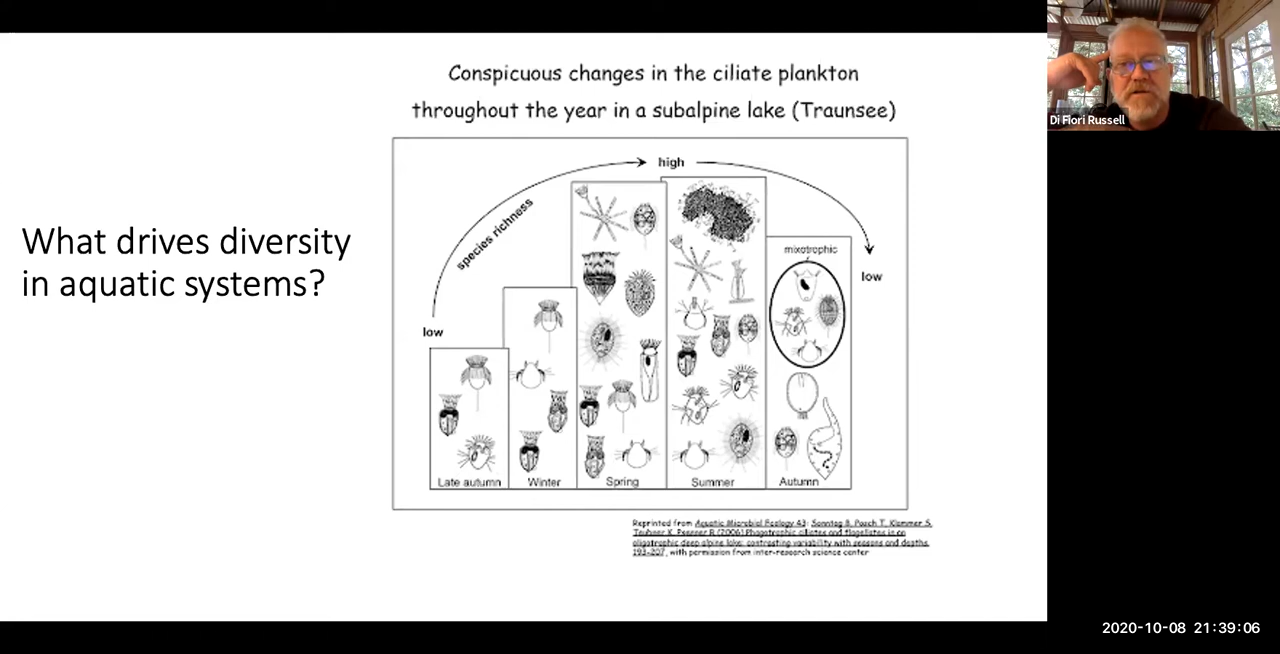 Conspicuous changes in the ciliate plankton
throughout the year in a subalpine lake (Traunsee)
What drives diversity
in aquatic systems?
high
species richness
mixotrophic
low
low
Late autumn
Winter
Spring
Summer
Autumn
Reprinted from Aquatic Microbial Ecology 43: Sonntag B, Posch T, Klammer S,
Teubner K, Psenner R (2006) Phagotrophic ciliates and flagellates in an
oligotrophic deep alpine lake: contrasting variability with seasons and depths.
193-207, with permission from inter-research science center
Di Fiori Russell
2020-10-08 21:39:06